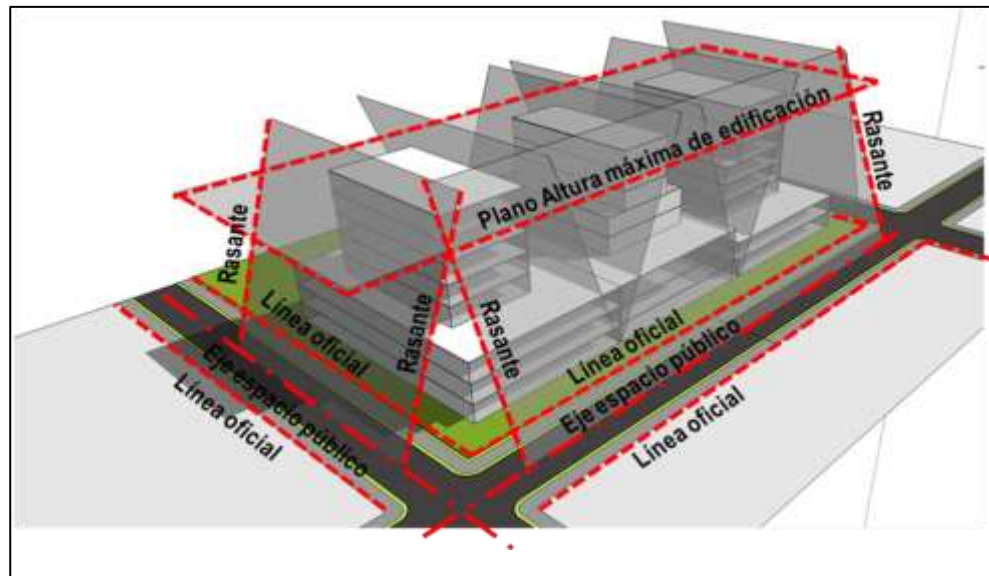 Plano Altura máxima de edificación
Rasante
Rasante
Rasante
Rasante
Línea oficial
Línea oficial
Eje espacio público
Eje espacio público
Línea oficial
Línea oficial